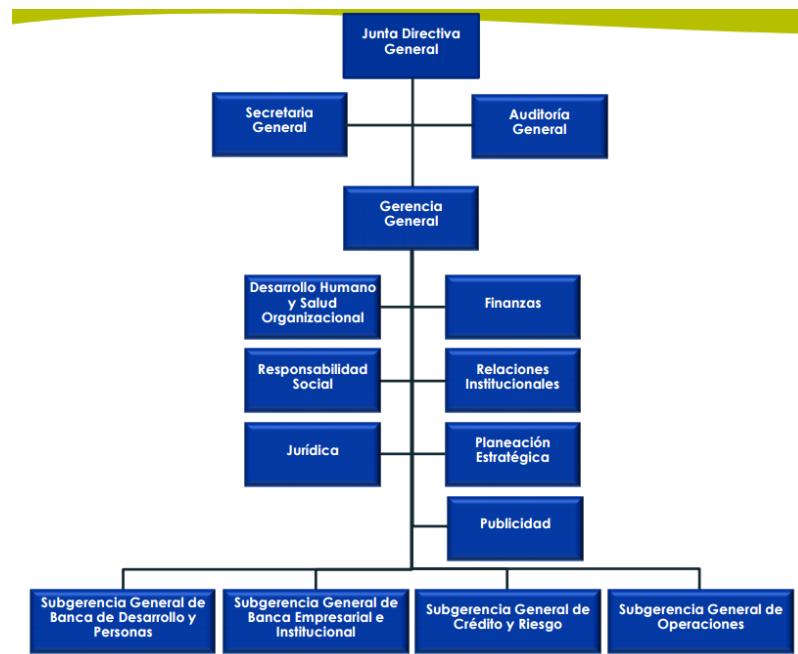 Junta Directiva
General
Secretaria
General
Auditoría
General
Gerencia
General
Desarrollo Humano
y Salud
Organizacional
Finanzas
Responsabilidad
Social
Relaciones
Institucionales
Jurídica
Planeación
Estratégica
Publicidad
Subgerencia General de
Banca de Desarrollo y
Personas
Subgerencia General de
Banca Empresarial e
Institucional
Subgerencia General de
Crédito y Riesgo
Subgerencia General de
Operaciones